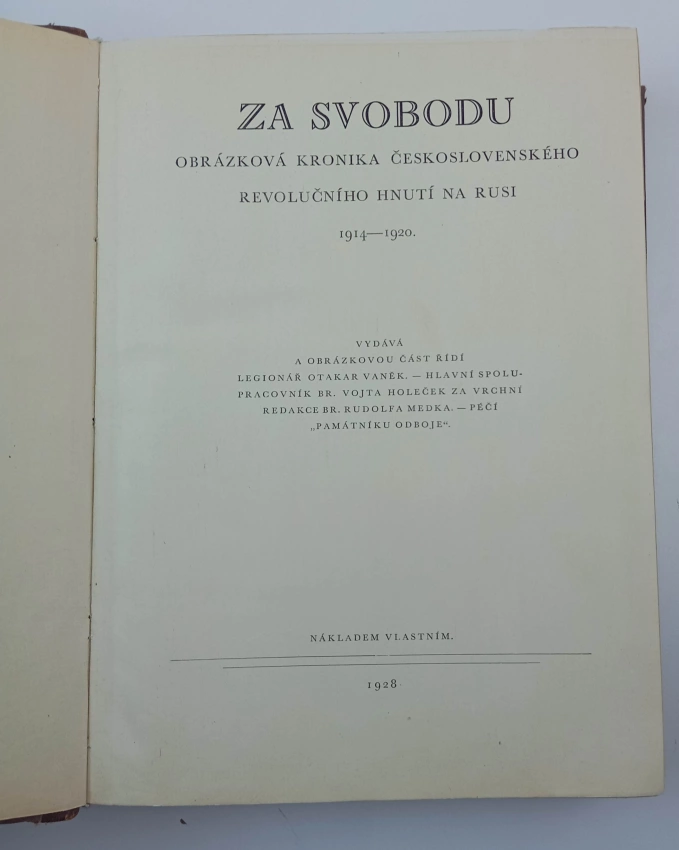 ZA SVOBODU
OBRÁZKOVÁ KRONIKA ČESKOSLOVENSKÉHO
REVOLUČNÍHO HNUTÍ NA RUSI
1914—1920.
VYDÁVÁ
A OBRÁZKOVOU ČÁST ŘÍDÍ
LEGIONÁŘ OTAKAR VANĚK. — HLAVNÍ SPOLU-
PRACOVNÍK BR. VOJTA HOLEČEK ZA VRCHNÍ
REDAKCE BR. RUDOLFA MEDKA. — PÉČÍ
„PAMÁTNÍKU ODBOJE“.
NÁKLADEM VLASTNÍM.
1928